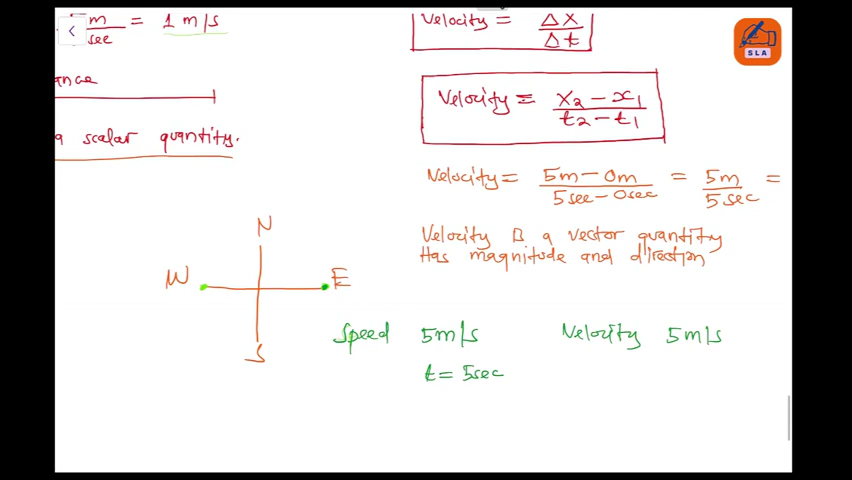 m/sec = 1 m/s
Velocity = Δx/Δt
SLA
ance
Velocity = x2 - x1 / t2 - t1
a scalar quantity.
Velocity = 5m - 0m / 5sec - 0sec = 5m / 5sec =
Velocity is a vector quantity
Has magnitude and direction
N
W E
S
Speed 5m/s Velocity 5m/s
t = 5sec